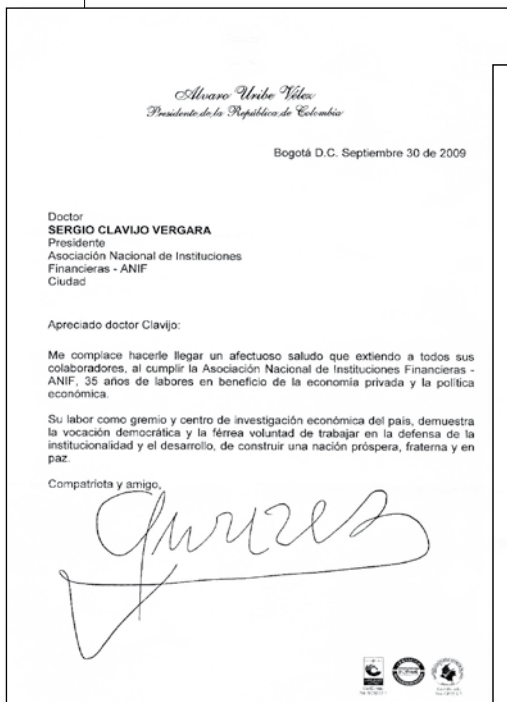 Alvaro Uribe Vélez
Presidente de la República de Colombia
Bogotá D.C. Septiembre 30 de 2009
Doctor
SERGIO CLAVIJO VERGARA
Presidente
Asociación Nacional de Instituciones
Financieras - ANIF
Ciudad
Apreciado doctor Clavijo:
Me complace hacerle llegar un afectuoso saludo que extiendo a todos sus
colaboradores, al cumplir la Asociación Nacional de Instituciones Financieras -
ANIF, 35 años de labores en beneficio de la economía privada y la política
económica.
Su labor como gremio y centro de investigación económica del país, demuestra
la vocación democrática y la férrea voluntad de trabajar en la defensa de la
institucionalidad y el desarrollo, de construir una nación próspera, fraterna y en
paz.
Compatriota y amigo,